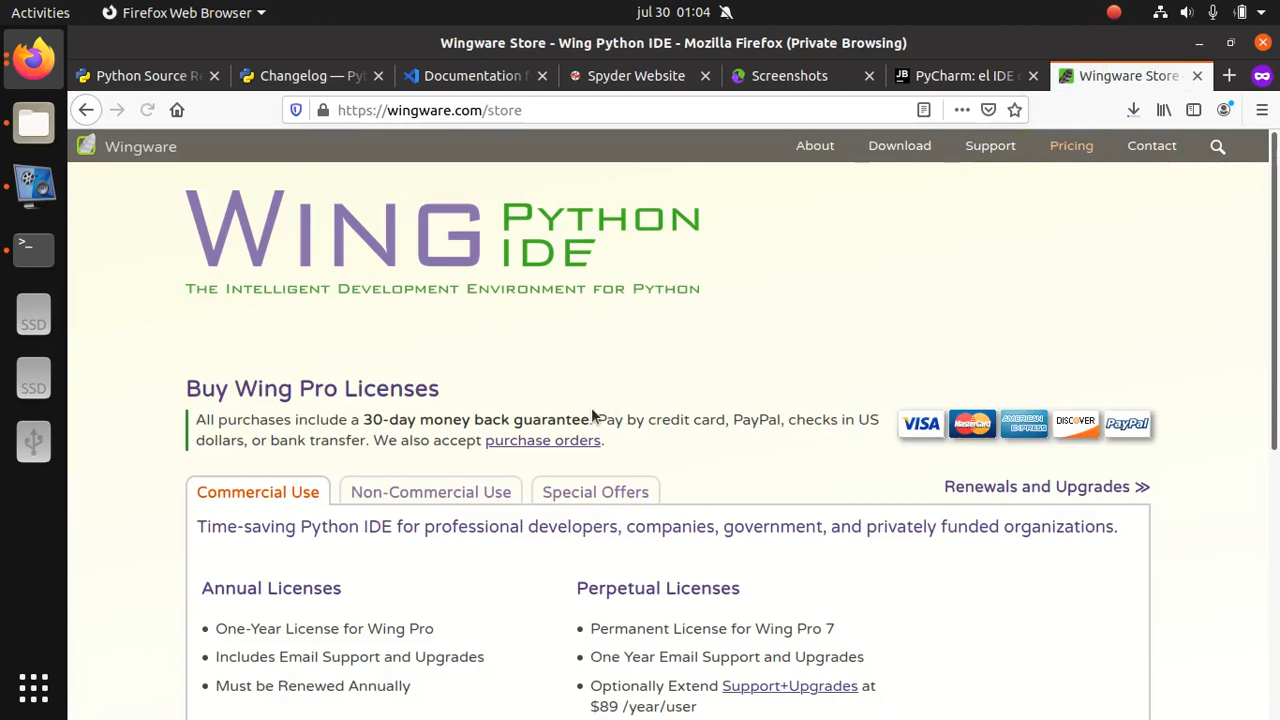 Activities
Firefox Web Browser
jul 30 01:04
Wingware Store - Wing Python IDE - Mozilla Firefox (Private Browsing)
Python Source Re
Changelog — Pyt
Documentation f
Spyder Website
Screenshots
PyCharm: el IDE d
Wingware Store
https://wingware.com/store
Wingware
About
Download
Support
Pricing
Contact
WING PYTHON IDE
THE INTELLIGENT DEVELOPMENT ENVIRONMENT FOR PYTHON
Buy Wing Pro Licenses
All purchases include a 30-day money back guarantee. Pay by credit card, PayPal, checks in US
dollars, or bank transfer. We also accept purchase orders.
VISA MasterCard AMERICAN EXPRESS DISCOVER PayPal
Commercial Use
Non-Commercial Use
Special Offers
Renewals and Upgrades ≫
Time-saving Python IDE for professional developers, companies, government, and privately funded organizations.
Annual Licenses
• One-Year License for Wing Pro
• Includes Email Support and Upgrades
• Must be Renewed Annually
Perpetual Licenses
• Permanent License for Wing Pro 7
• One Year Email Support and Upgrades
• Optionally Extend Support+Upgrades at
$89 /year/user
SSD
SSD